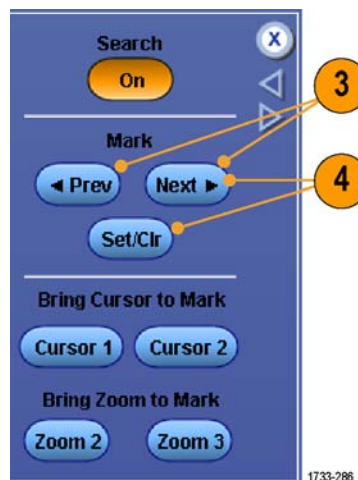 Search
X
On
3
Mark
◄ Prev
Next ►
4
Set/Clr
Bring Cursor to Mark
Cursor 1
Cursor 2
Bring Zoom to Mark
Zoom 2
Zoom 3
1733-286